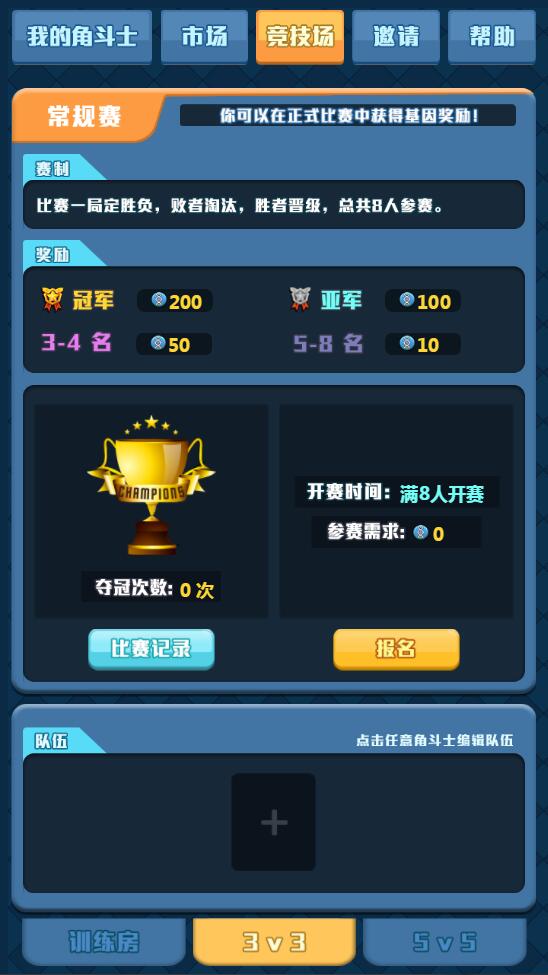 我的角斗士 市场 竞技场 邀请 帮助
常规赛 你可以在正式比赛中获得基因奖励!
赛制
比赛一局定胜负，败者淘汰，胜者晋级，总共8人参赛。
奖励
冠军 200 亚军 100
3-4 名 50 5-8 名 10
CHAMPIONS
开赛时间: 满8人开赛
参赛需求: 0
夺冠次数: 0 次
比赛记录 报名
队伍 点击任意角斗士编辑队伍
+
训练房 3 v 3 5 v 5